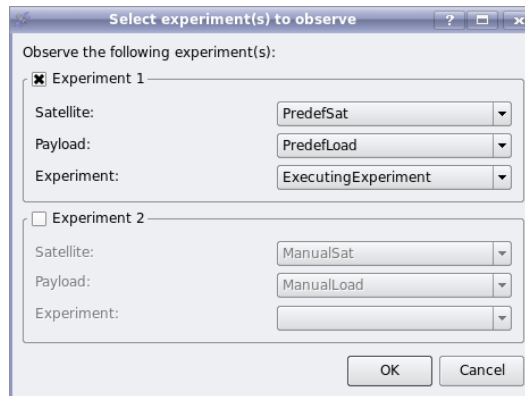 Select experiment(s) to observe
Observe the following experiment(s):
Experiment 1
Satellite: PredefSat
Payload: PredefLoad
Experiment: ExecutingExperiment
Experiment 2
Satellite: ManualSat
Payload: ManualLoad
Experiment:
OK Cancel